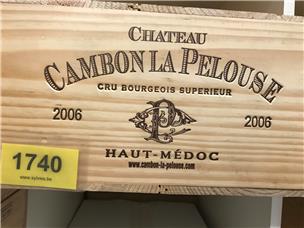 CHATEAU
CAMBON LA PELOUSE
CRU BOURGEOIS SUPERIEUR
2006 2006
HAUT-MÉDOC
www.cambon-la-pelouse.com
1740
www.sylvies.be